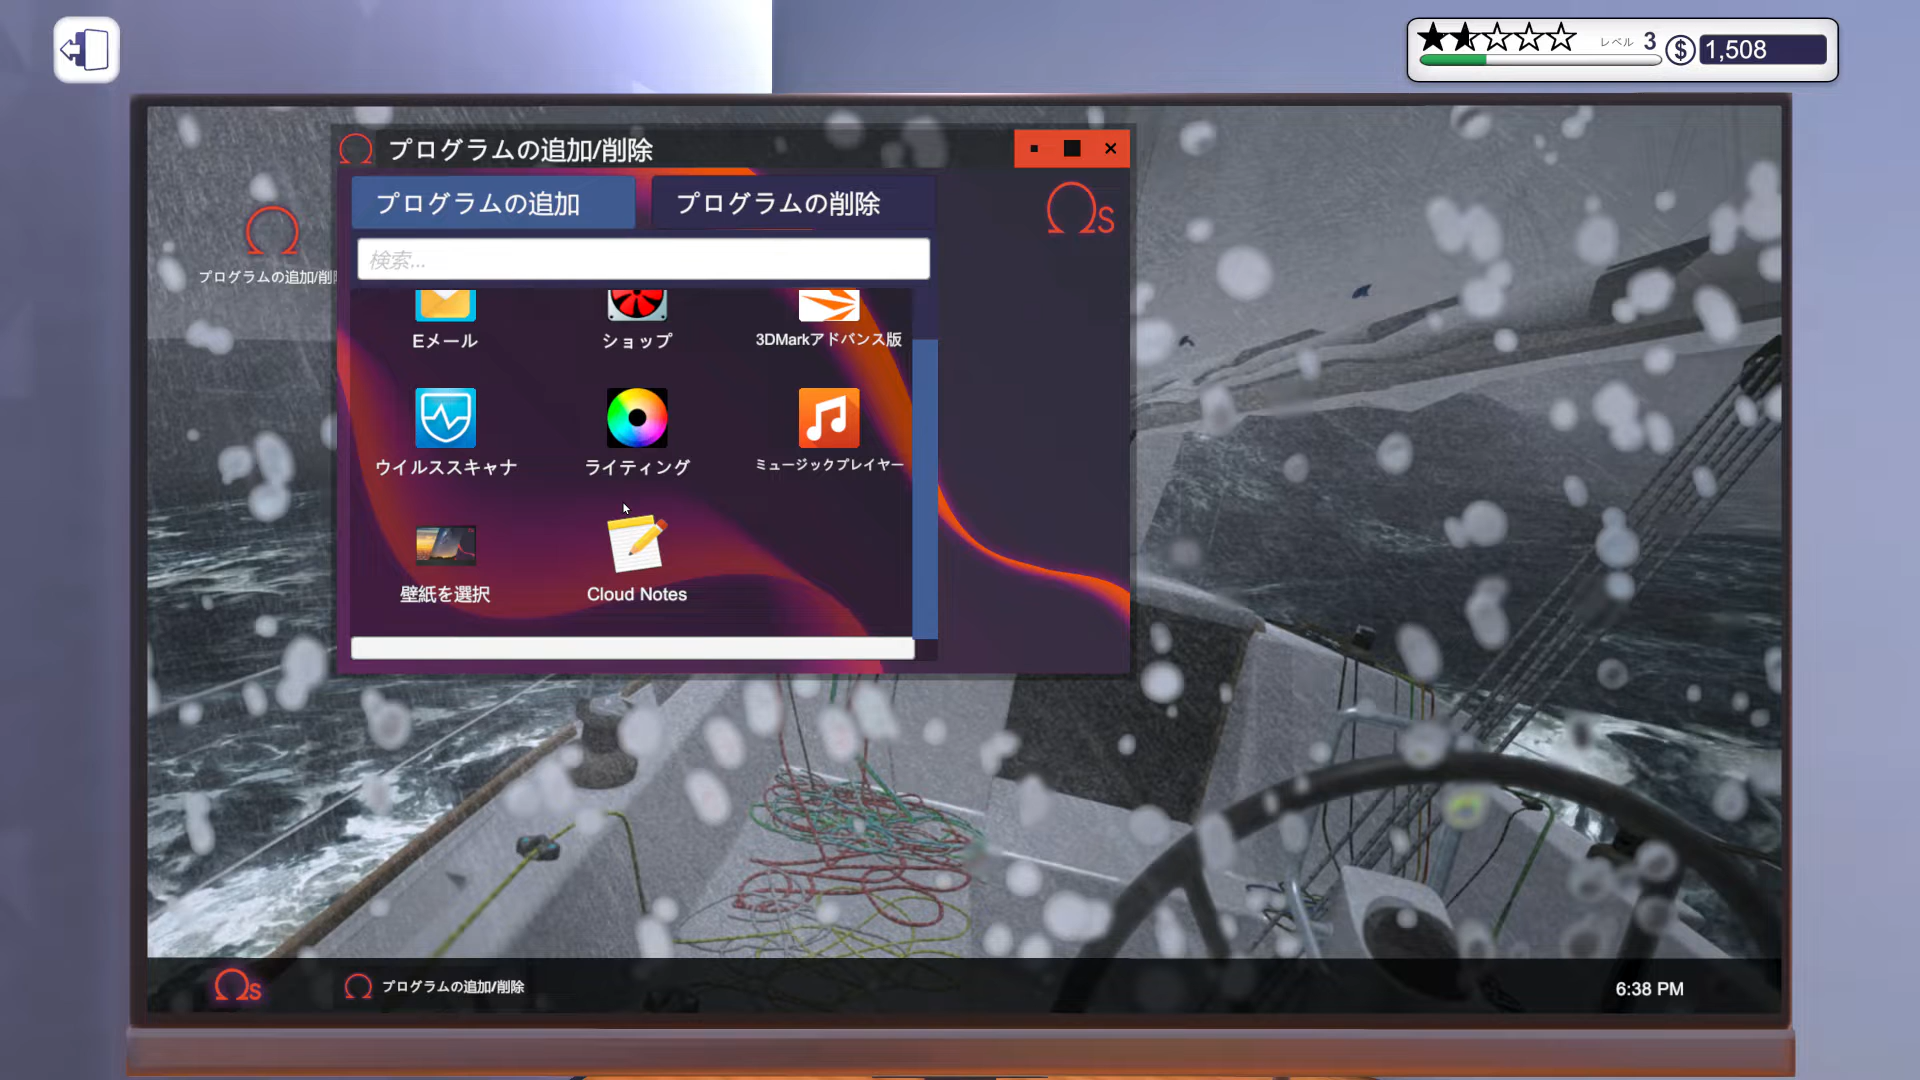 レベル 3
$ 1,508
プログラムの追加/削除
プログラムの追加
プログラムの削除
Ωs
検索...
プログラムの追加/削
Eメール
ショップ
3DMarkアドバンス版
ウイルススキャナ
ライティング
ミュージックプレイヤー
壁紙を選択
Cloud Notes
Ωs
プログラムの追加/削除
6:38 PM